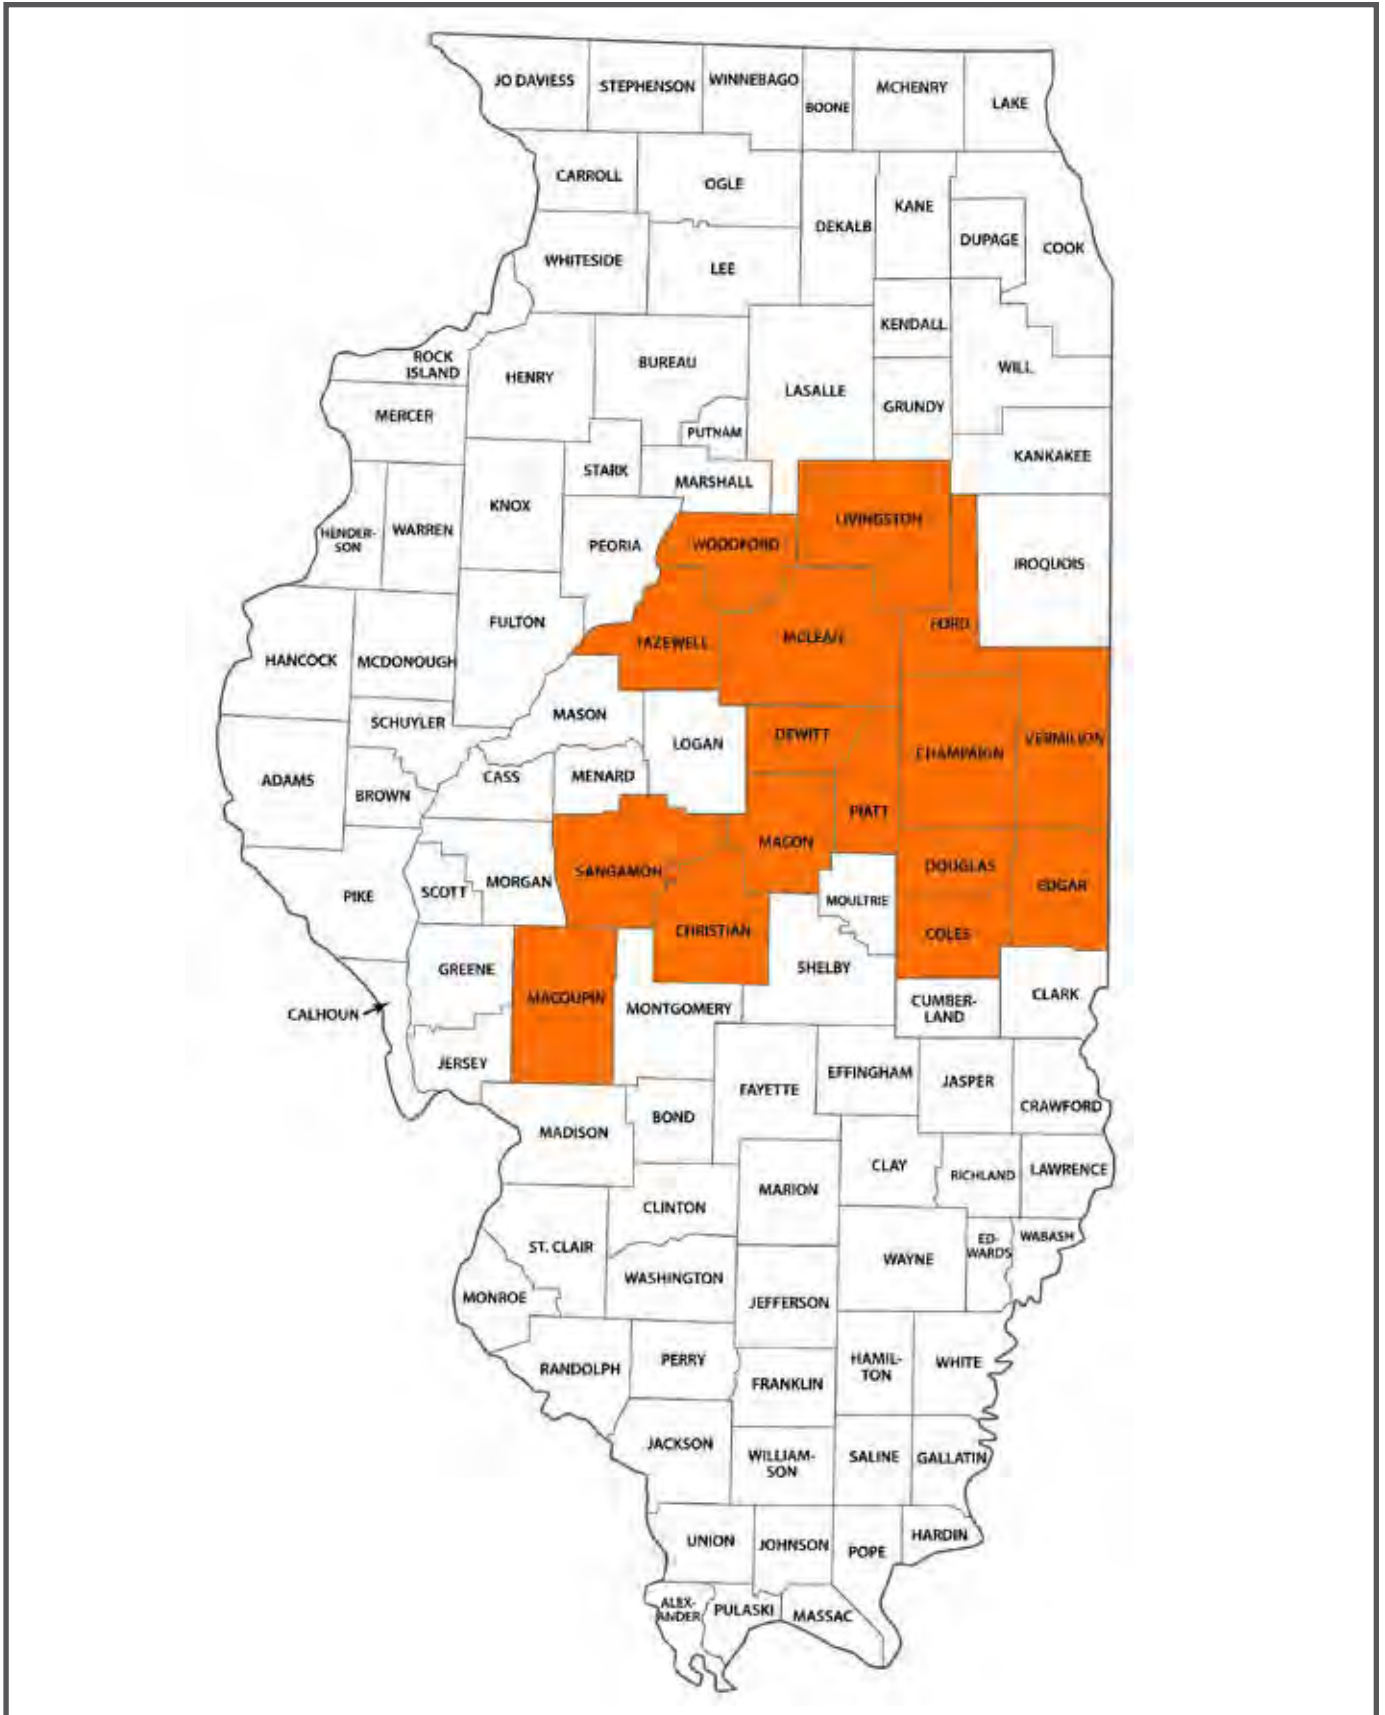 JO DAVIESS
STEPHENSON
WINNEBAGO
BOONE
MCHENRY
LAKE
CARROLL
OGLE
DEKALB
KANE
DUPAGE
COOK
WHITESIDE
LEE
KENDALL
WILL
ROCK
ISLAND
HENRY
BUREAU
LASALLE
GRUNDY
MERCER
PUTNAM
KANKAKEE
STARK
MARSHALL
KNOX
LIVINGSTON
HENDER-
SON
WARREN
PEORIA
WOODFORD
IROQUOIS
FULTON
TAZEWELL
MCLEAN
FORD
HANCOCK
MCDONOUGH
SCHUYLER
MASON
LOGAN
DEWITT
CHAMPAIGN
VERMILION
ADAMS
BROWN
CASS
MENARD
PIATT
MACON
SANGAMON
DOUGLAS
EDGAR
PIKE
SCOTT
MORGAN
MOULTRIE
CHRISTIAN
COLES
GREENE
SHELBY
MACOUPIN
MONTGOMERY
CUMBER-
LAND
CLARK
CALHOUN
JERSEY
FAYETTE
EFFINGHAM
JASPER
CRAWFORD
MADISON
BOND
CLAY
RICHLAND
LAWRENCE
MARION
CLINTON
ST. CLAIR
WAYNE
ED-
WARDS
WABASH
WASHINGTON
MONROE
JEFFERSON
RANDOLPH
PERRY
HAMIL-
TON
WHITE
FRANKLIN
JACKSON
WILLIAM-
SON
SALINE
GALLATIN
UNION
JOHNSON
POPE
HARDIN
ALEX-
ANDER
PULASKI
MASSAC